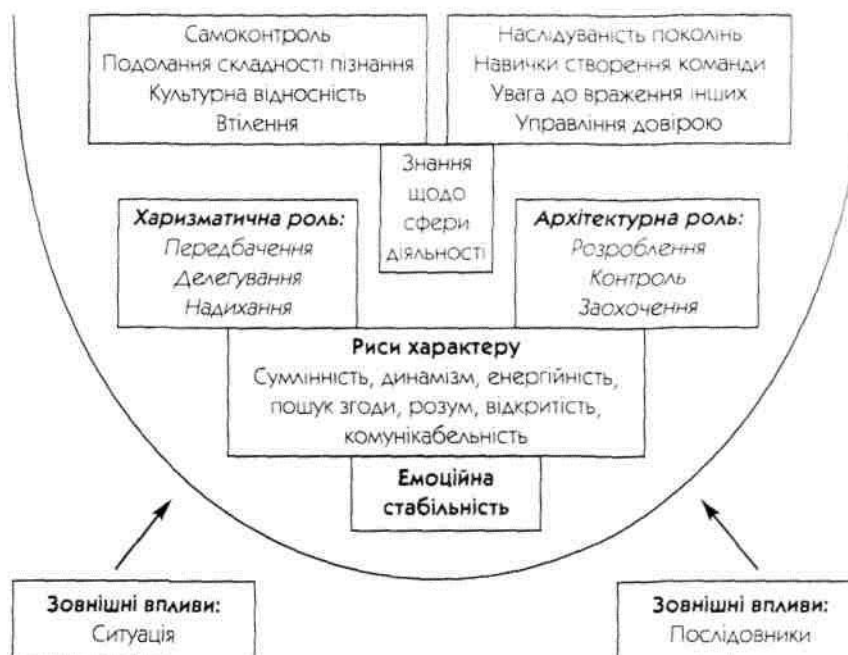 Самоконтроль
Подолання складності пізнання
Культурна відносність
Втілення
Наслідуваність поколінь
Навички створення команди
Увага до враження інших
Управління довірою
Знання
щодо
сфери
діяльності
Харизматична роль:
Передбачення
Делегування
Надихання
Архітектурна роль:
Розроблення
Контроль
Заохочення
Риси характеру
Сумлінність, динамізм, енергійність,
пошук згоди, розум, відкритість,
комунікабельність
Емоційна
стабільність
Зовнішні впливи:
Ситуація
Зовнішні впливи:
Послідовники